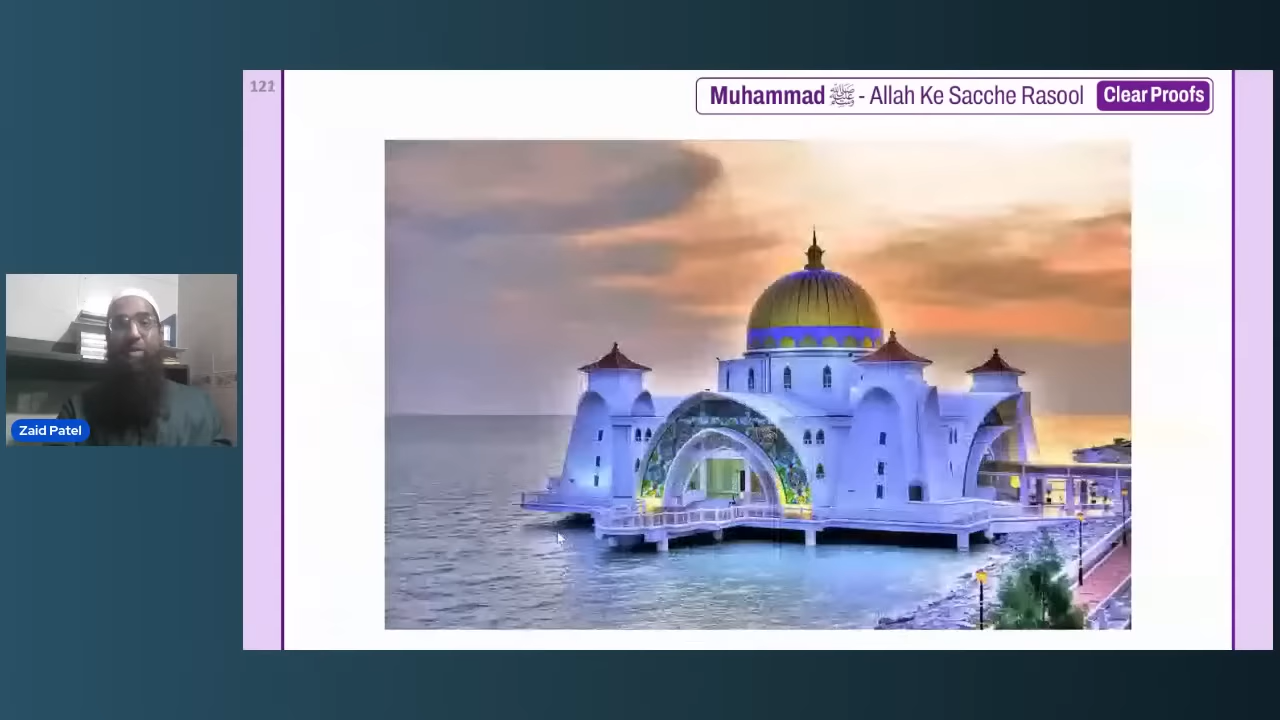 121
Muhammad ﷺ - Allah Ke Sacche Rasool Clear Proofs
Zaid Patel